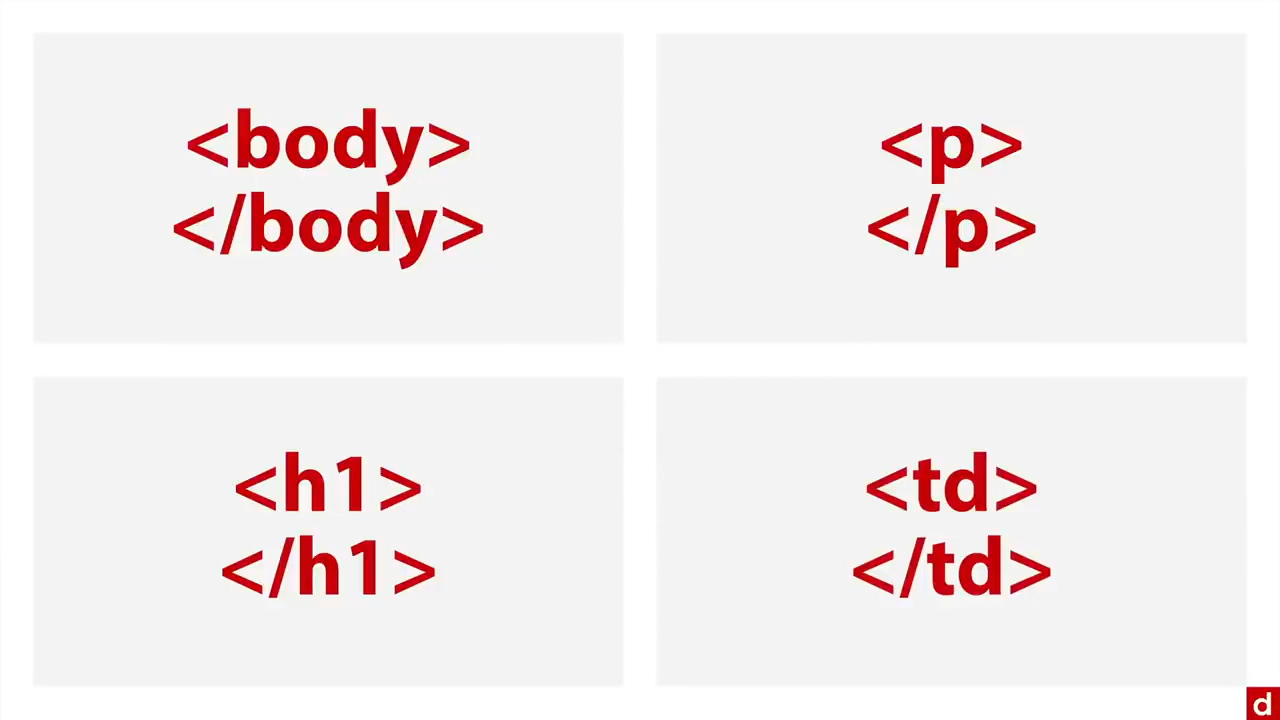 <body>
</body>
<p>
</p>
<h1>
</h1>
<td>
</td>
d